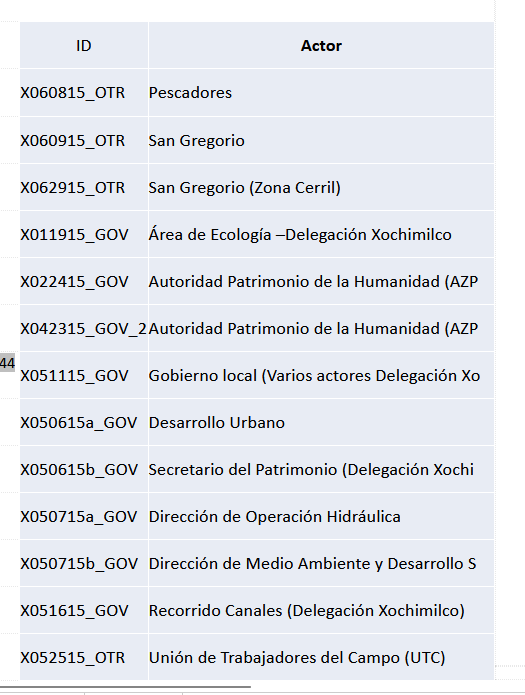 ID Actor
X060815_OTR Pescadores
X060915_OTR San Gregorio
X062915_OTR San Gregorio (Zona Cerril)
X011915_GOV Área de Ecología –Delegación Xochimilco
X022415_GOV Autoridad Patrimonio de la Humanidad (AZP
X042315_GOV_2 Autoridad Patrimonio de la Humanidad (AZP
44 X051115_GOV Gobierno local (Varios actores Delegación Xo
X050615a_GOV Desarrollo Urbano
X050615b_GOV Secretario del Patrimonio (Delegación Xochi
X050715a_GOV Dirección de Operación Hidráulica
X050715b_GOV Dirección de Medio Ambiente y Desarrollo S
X051615_GOV Recorrido Canales (Delegación Xochimilco)
X052515_OTR Unión de Trabajadores del Campo (UTC)